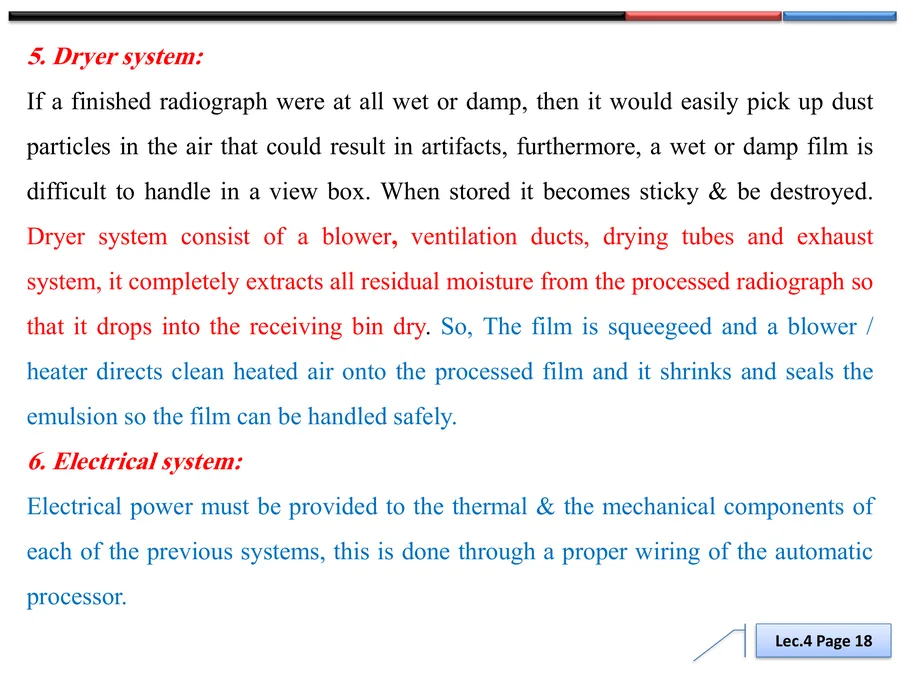 5. Dryer system:
If a finished radiograph were at all wet or damp, then it would easily pick up dust
particles in the air that could result in artifacts, furthermore, a wet or damp film is
difficult to handle in a view box. When stored it becomes sticky & be destroyed.
Dryer system consist of a blower, ventilation ducts, drying tubes and exhaust
system, it completely extracts all residual moisture from the processed radiograph so
that it drops into the receiving bin dry. So, The film is squeegeed and a blower /
heater directs clean heated air onto the processed film and it shrinks and seals the
emulsion so the film can be handled safely.
6. Electrical system:
Electrical power must be provided to the thermal & the mechanical components of
each of the previous systems, this is done through a proper wiring of the automatic
processor.
Lec.4 Page 18